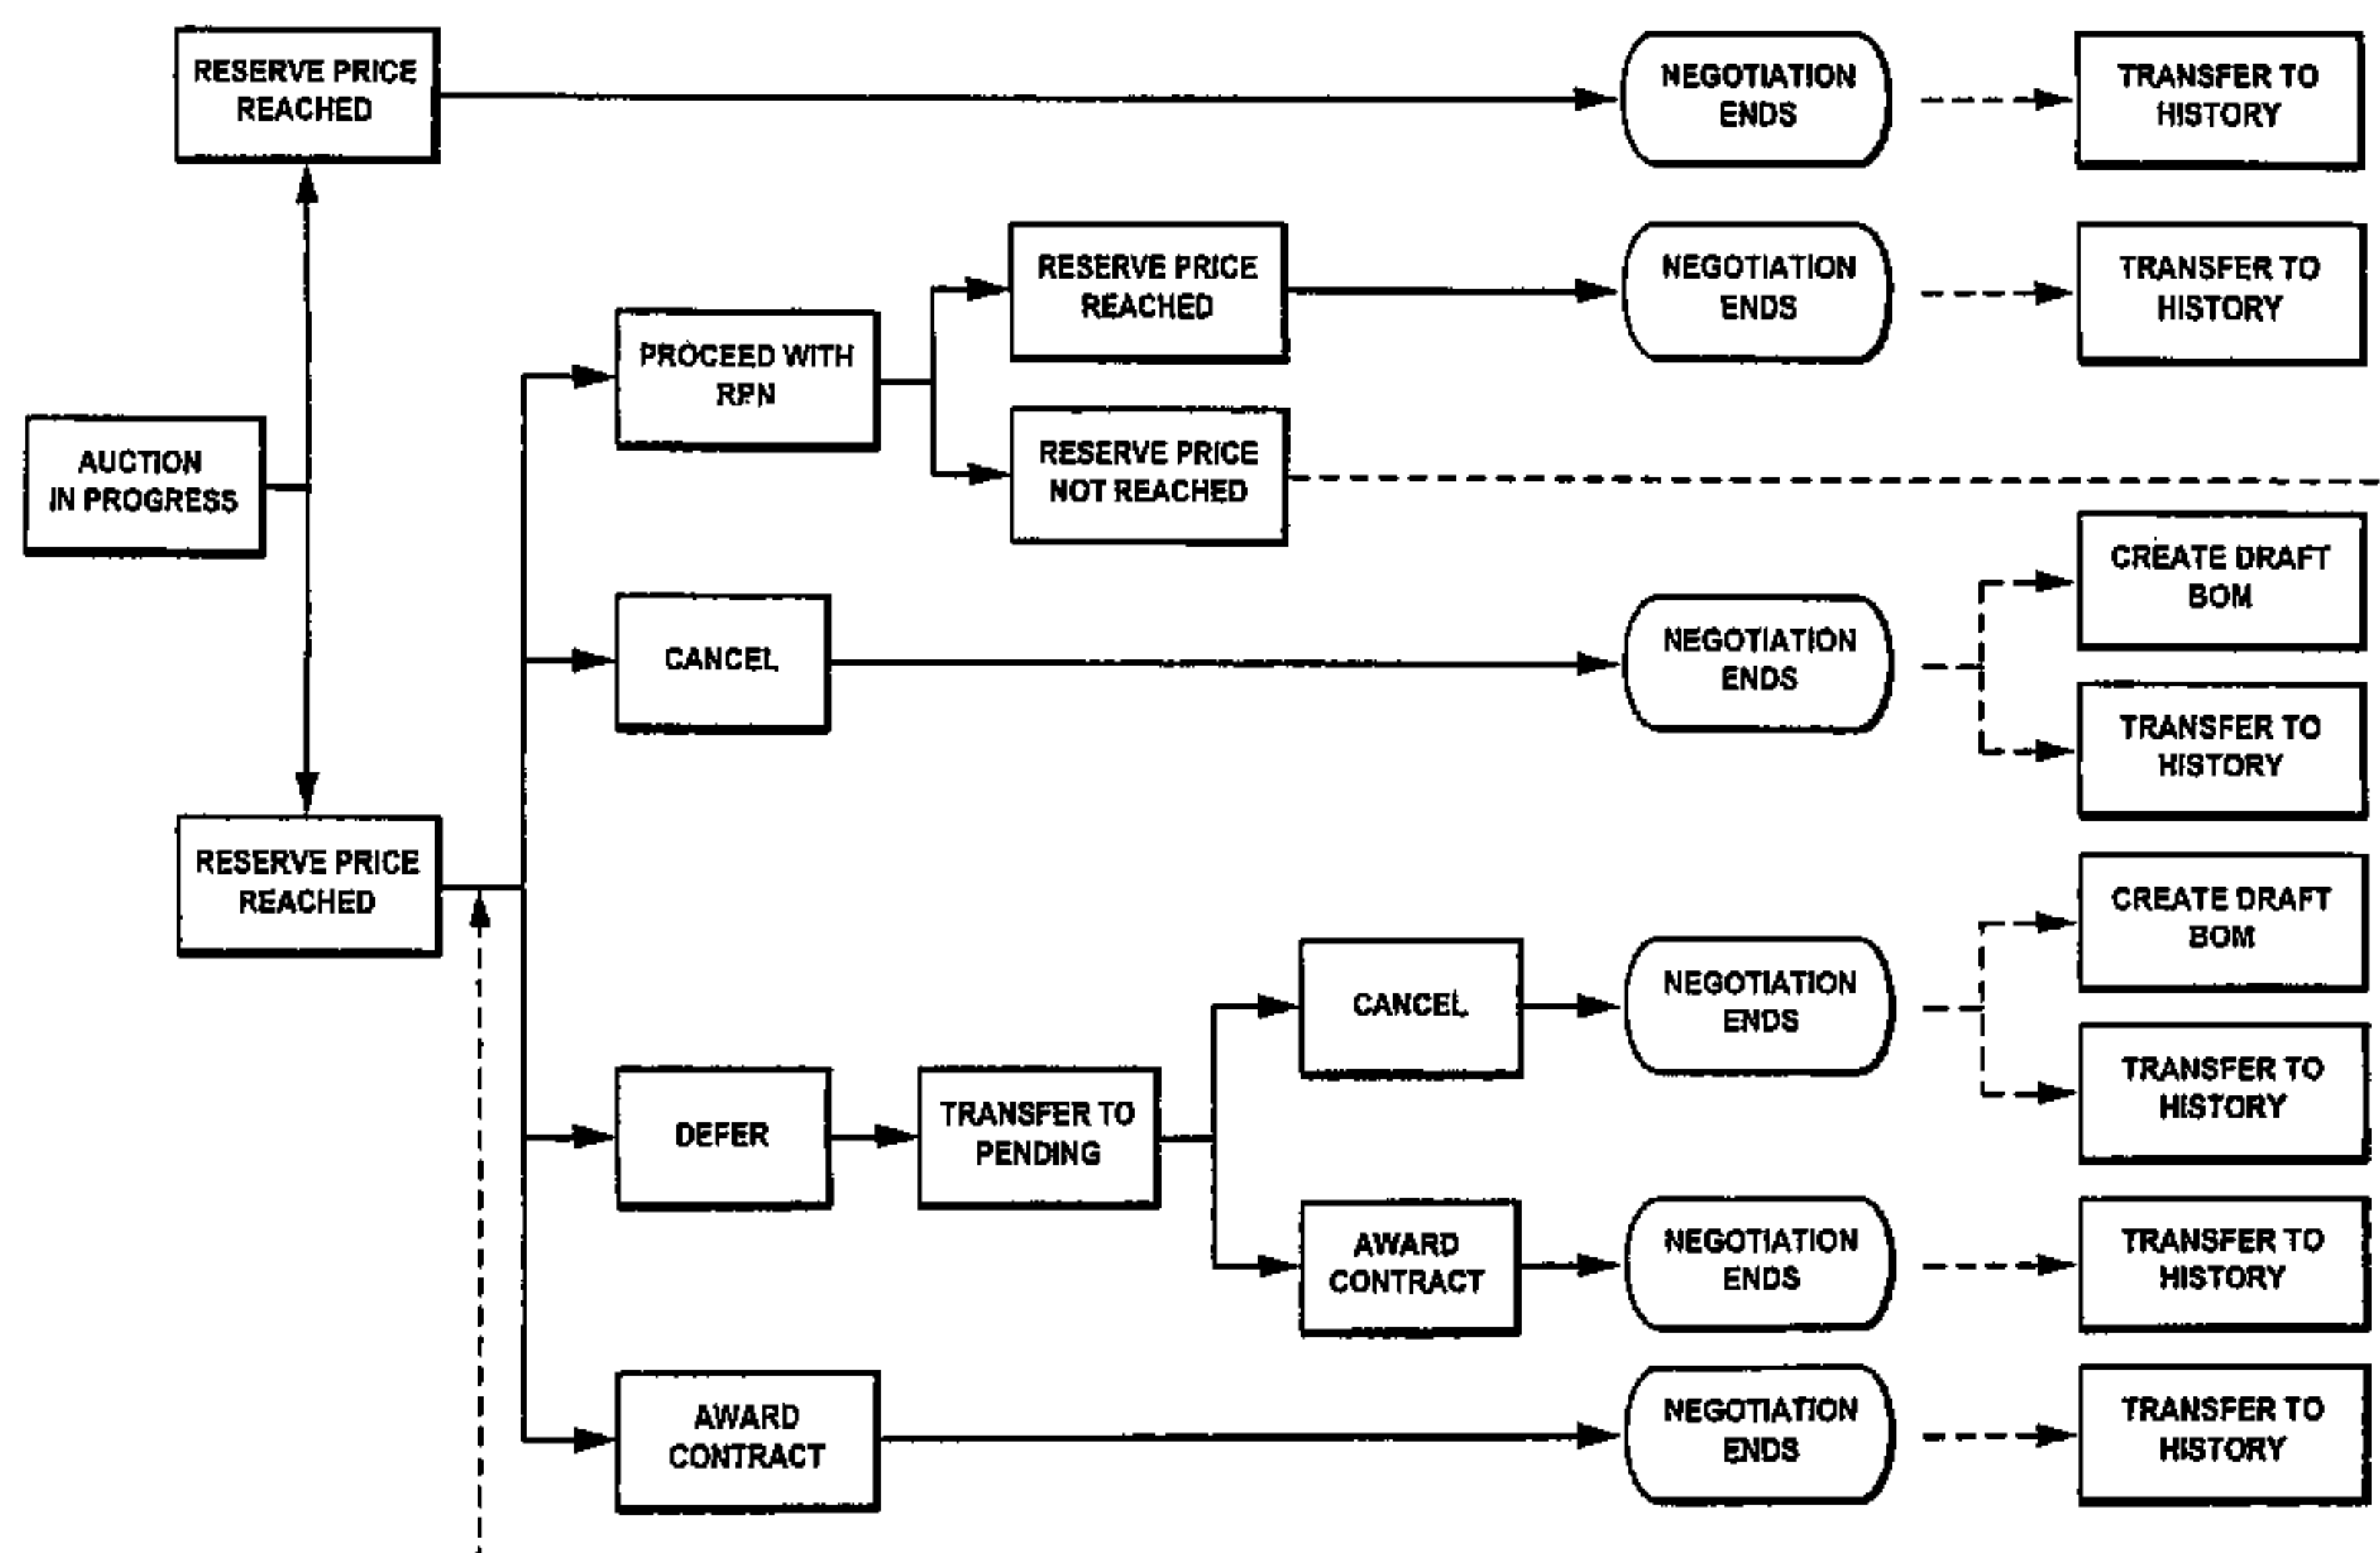 RESERVE PRICE
REACHED
NEGOTIATION
ENDS
TRANSFER TO
HISTORY
RESERVE PRICE
REACHED
NEGOTIATION
ENDS
TRANSFER TO
HISTORY
PROCEED WITH
RPN
AUCTION
IN PROGRESS
RESERVE PRICE
NOT REACHED
CREATE DRAFT
BOM
CANCEL
NEGOTIATION
ENDS
TRANSFER TO
HISTORY
RESERVE PRICE
REACHED
CREATE DRAFT
BOM
CANCEL
NEGOTIATION
ENDS
TRANSFER TO
HISTORY
DEFER
TRANSFER TO
PENDING
AWARD
CONTRACT
NEGOTIATION
ENDS
TRANSFER TO
HISTORY
AWARD
CONTRACT
NEGOTIATION
ENDS
TRANSFER TO
HISTORY